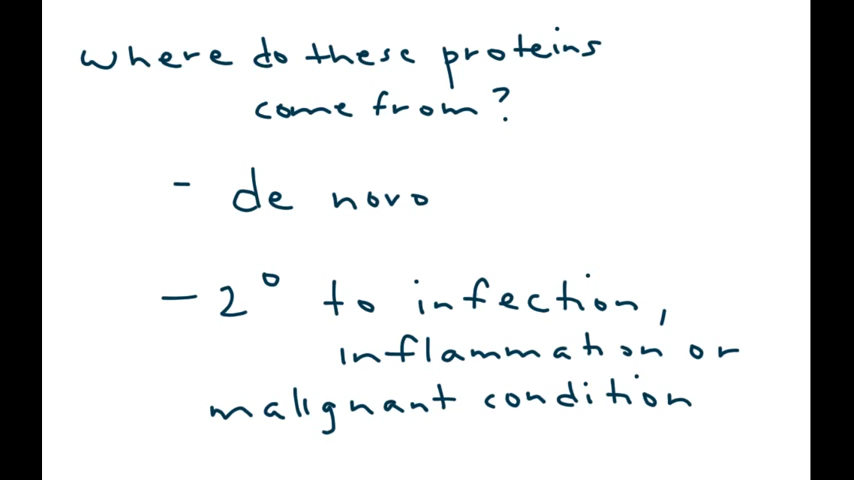 where do these proteins
come from?
- de novo
- 2° to infection,
inflammation or
malignant condition